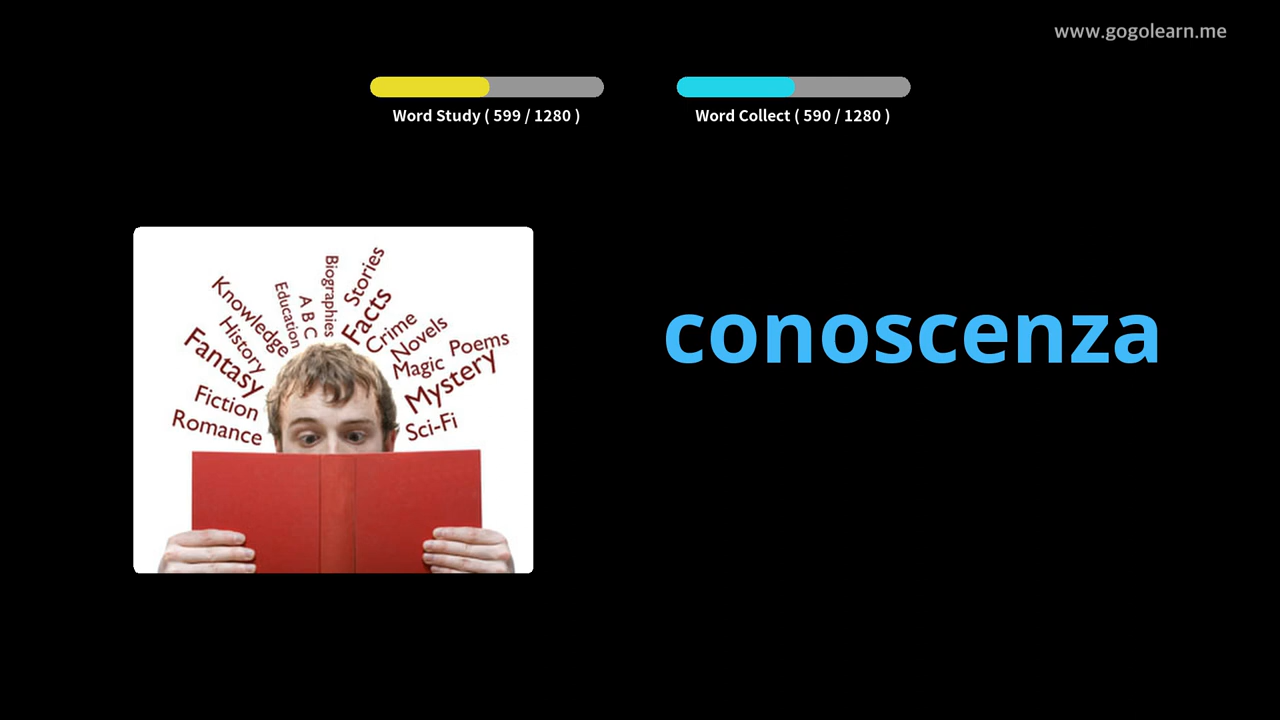 www.gogolearn.me
Word Study ( 599 / 1280 )
Word Collect ( 590 / 1280 )
Romance
Fiction
Fantasy
History
Knowledge
Education
A B C
Biographies
Stories
Facts
Crime
Novels
Magic
Poems
Mystery
Sci-Fi
conoscenza